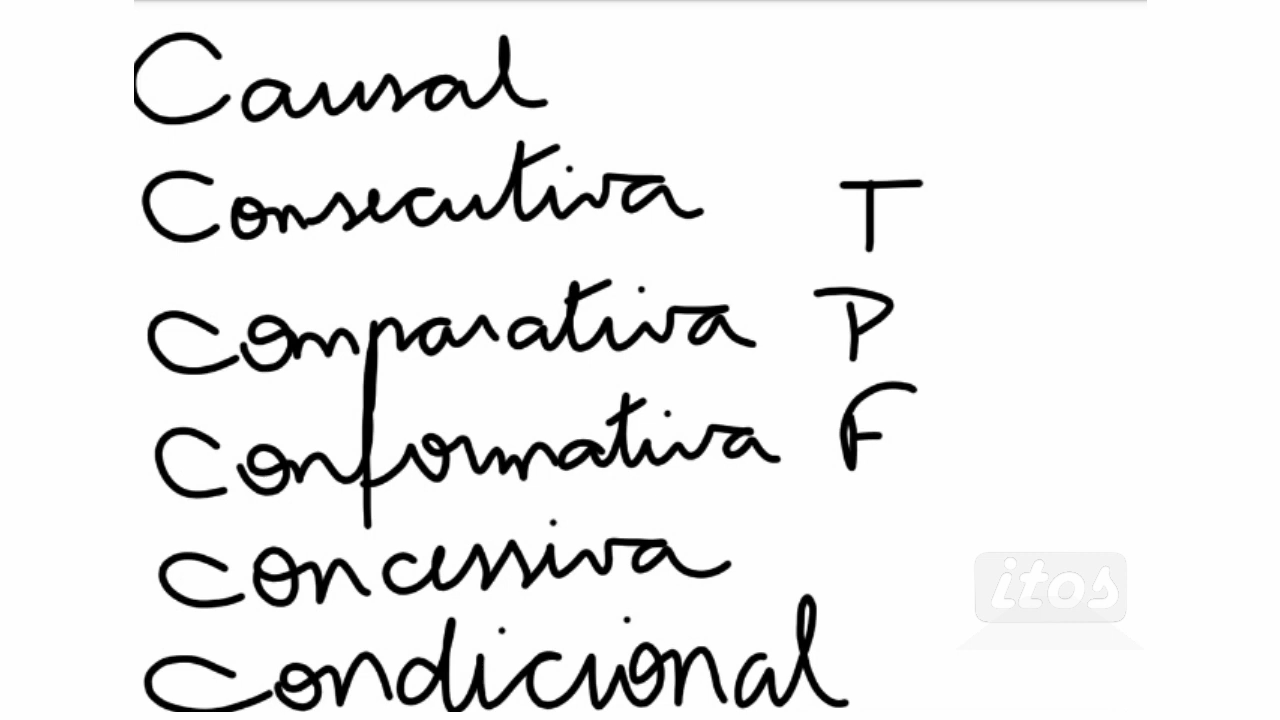 Causal
Consecutiva T
Comparativa P
Conformativa F
Concessiva
Condicional
itos